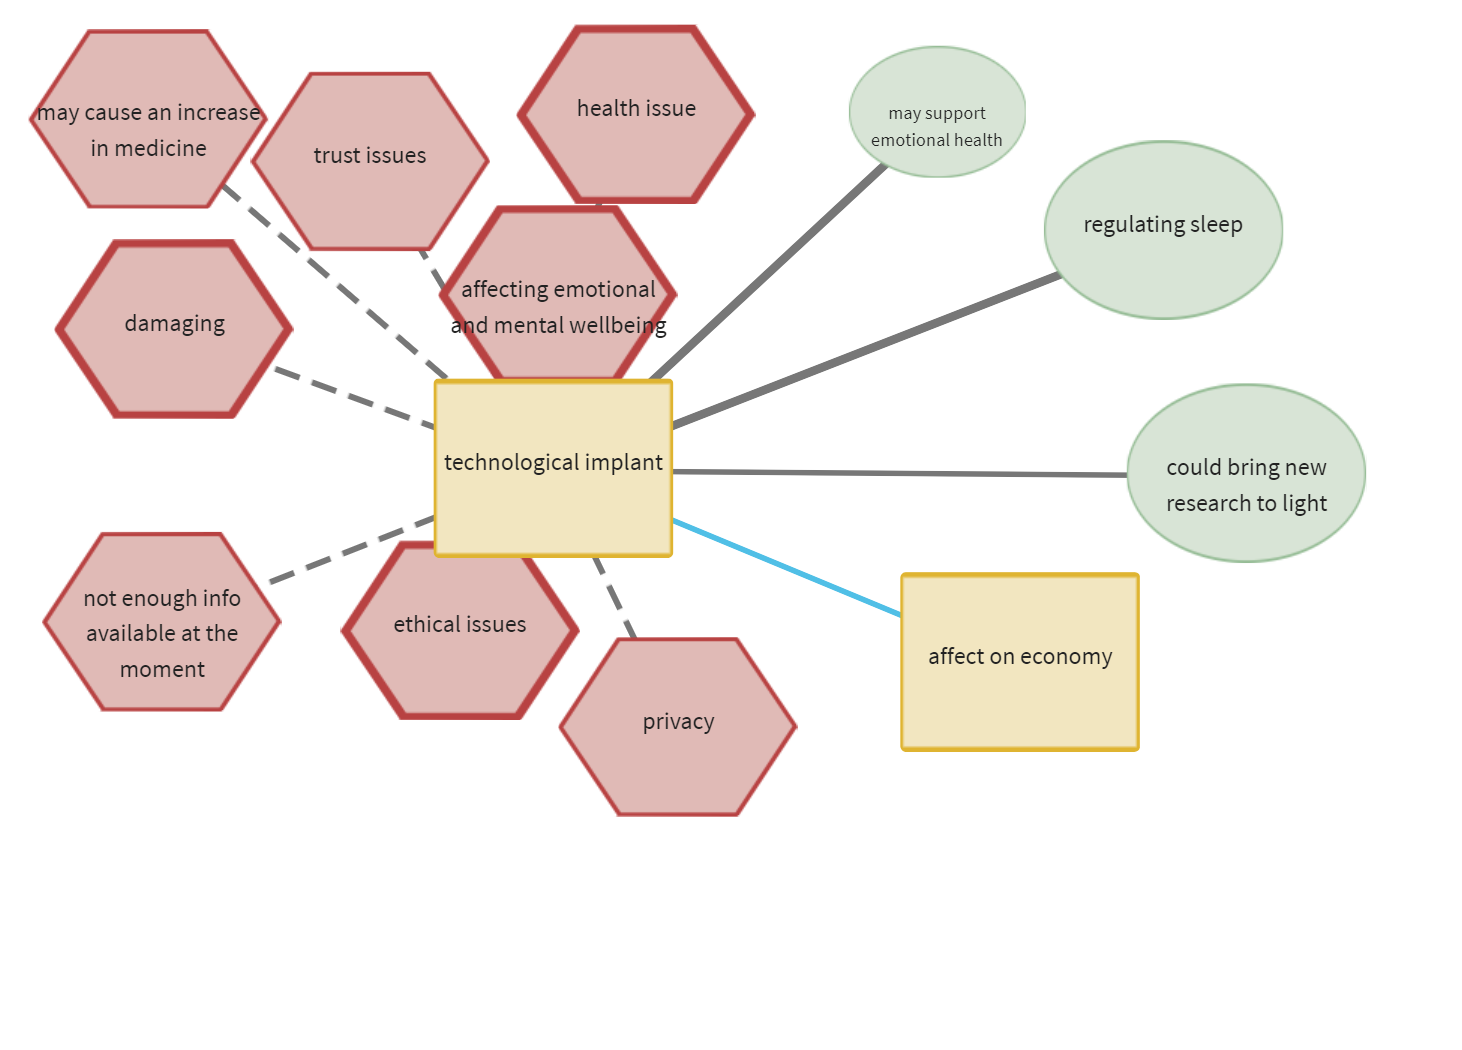 may cause an increase
in medicine
trust issues
health issue
may support
emotional health
regulating sleep
damaging
affecting emotional
and mental wellbeing
technological implant
could bring new
research to light
not enough info
available at the
moment
ethical issues
privacy
affect on economy